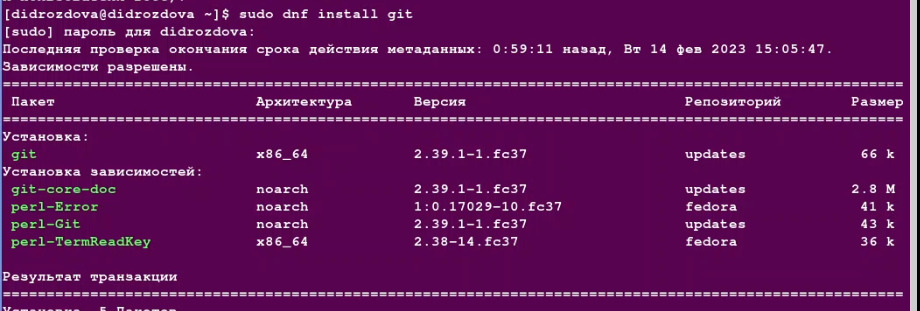 [didrozdova@didrozdova ~]$ sudo dnf install git
[sudo] пароль для didrozdova:
Последняя проверка окончания срока действия метаданных: 0:59:11 назад, Вт 14 фев 2023 15:05:47.
Зависимости разрешены.
Пакет Архитектура Версия Репозиторий Размер
Установка:
git x86_64 2.39.1-1.fc37 updates 66 k
Установка зависимостей:
git-core-doc noarch 2.39.1-1.fc37 updates 2.8 M
perl-Error noarch 1:0.17029-10.fc37 fedora 41 k
perl-Git noarch 2.39.1-1.fc37 updates 43 k
perl-TermReadKey x86_64 2.38-14.fc37 fedora 36 k
Результат транзакции
Установка 5 Пакетов